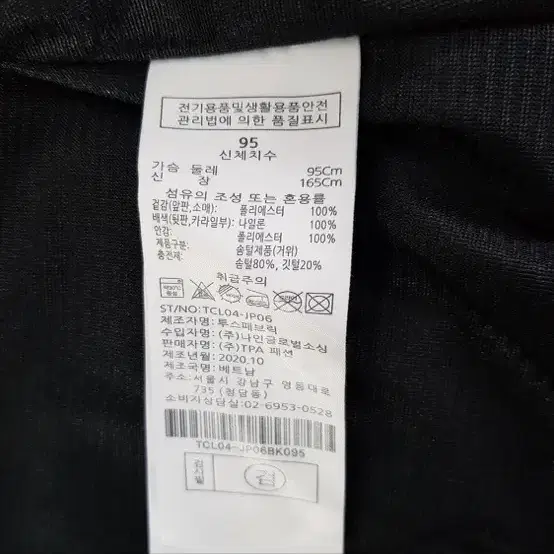 전기용품및생활용품안전
관리법에 의한 품질표시
95
신체치수
가슴 둘레 95Cm
신 장 165Cm
섬유의 조성 또는 혼용률
겉감(앞판,소매): 폴리에스터 100%
배색(뒷판,카라일부): 나일론 100%
안감: 폴리에스터 100%
제품구분: 솜털제품(거위)
충전제: 솜털80%, 깃털20%
취급주의
ST/NO:TCL04-JP06
제조자명:투스패브릭
수입자명:(주)나인글로벌소싱
판매자명:(주)TPA 패션
제조년월:2020.10
제조국명:베트남
주소:서울시 강남구 영동대로
735 (청담동)
소비자상담실:02-6953-0528
TCL04-JP06BK095
검